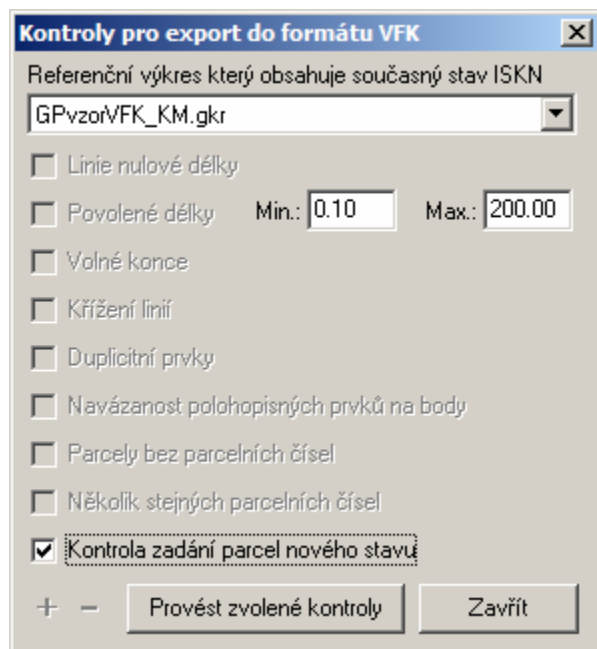 Kontroly pro export do formátu VFK
Referenční výkres který obsahuje současný stav ISKN
GPvzorVFK_KM.gkr
Linie nulové délky
Povolené délky Min.: 0.10 Max.: 200.00
Volné konce
Křížení linií
Duplicitní prvky
Navázanost polohopisných prvků na body
Parcely bez parcelních čísel
Několik stejných parcelních čísel
Kontrola zadání parcel nového stavu
+ − Provést zvolené kontroly Zavřít